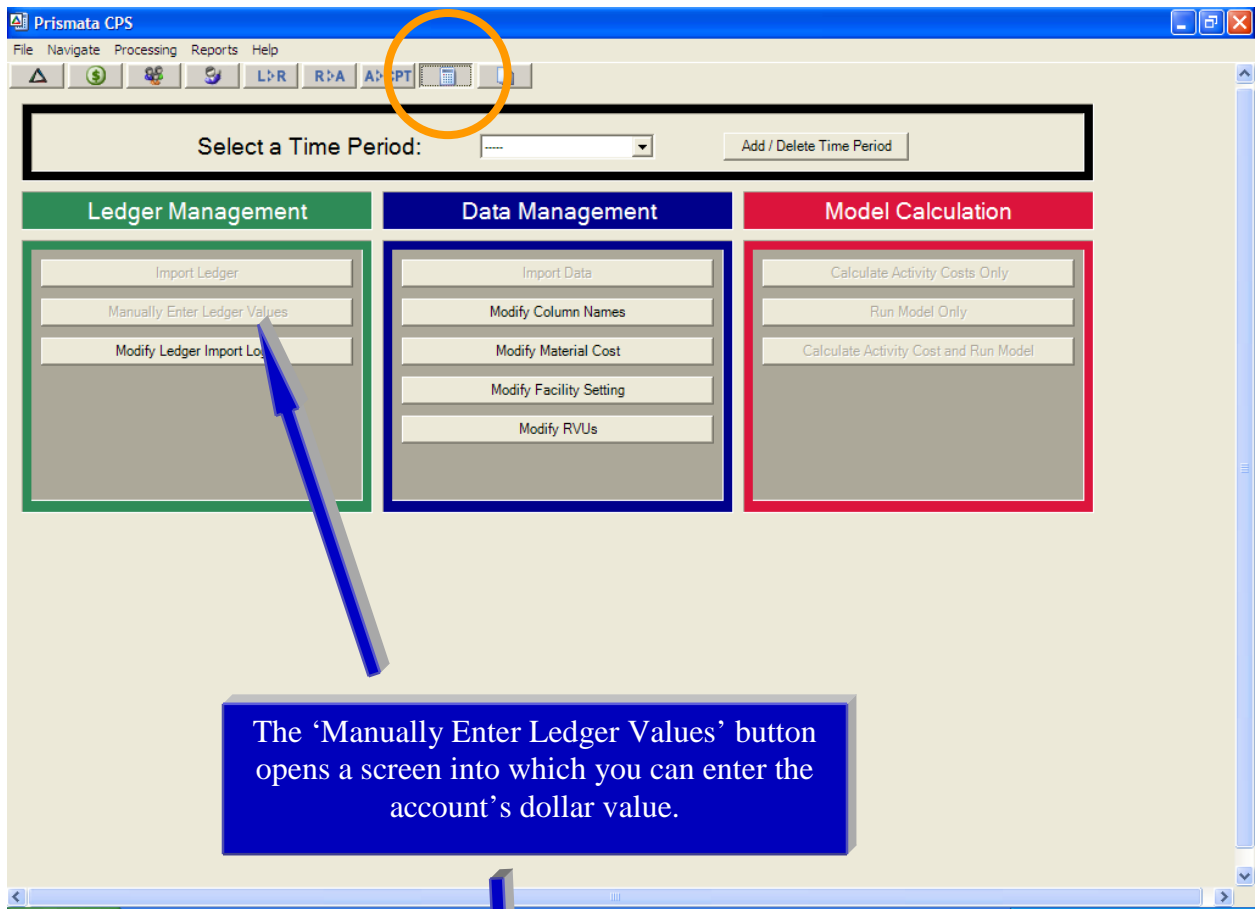 Prismata CPS
File Navigate Processing Reports Help
$ L>R R>A
Select a Time Period: ----- Add / Delete Time Period
Ledger Management Data Management Model Calculation
Import Ledger Import Data Calculate Activity Costs Only
Manually Enter Ledger Values Modify Column Names Run Model Only
Modify Ledger Import Modify Material Cost Calculate Activity Cost and Run Model
Modify Facility Setting
Modify RVUs
The ‘Manually Enter Ledger Values’ button
opens a screen into which you can enter the
account’s dollar value.